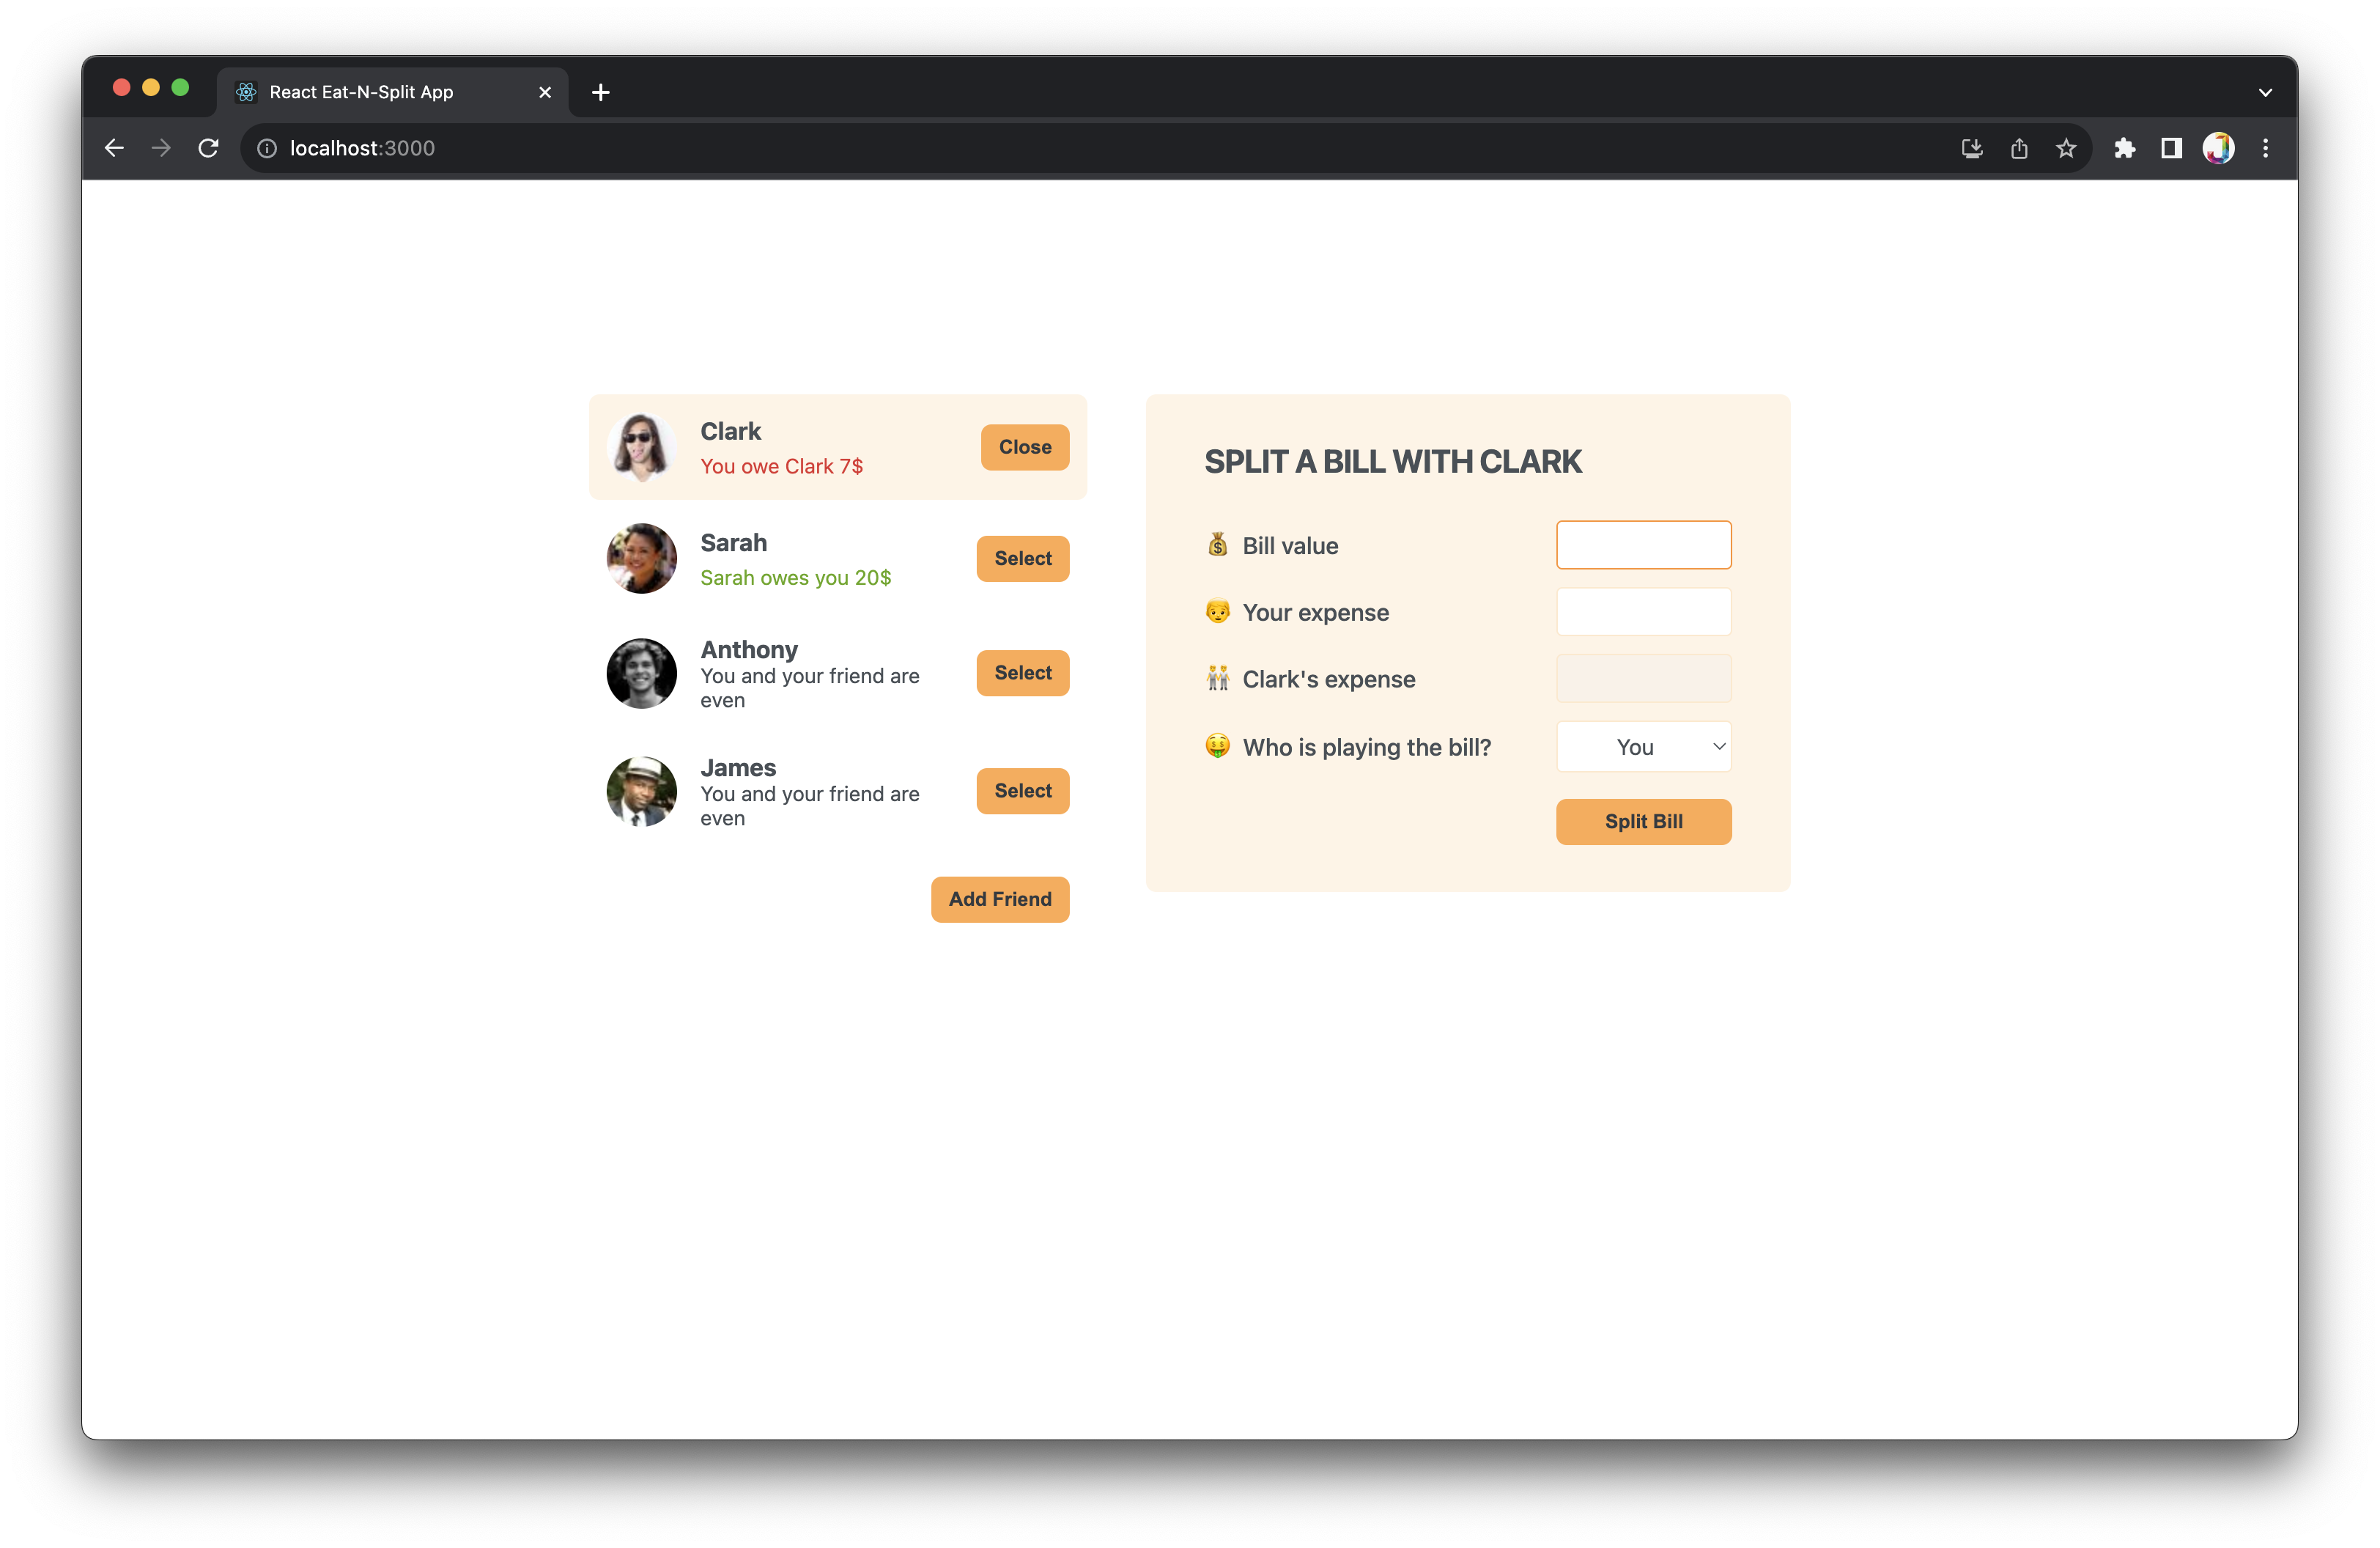 React Eat-N-Split App
localhost:3000
Clark
You owe Clark 7$
Close
Sarah
Sarah owes you 20$
Select
Anthony
You and your friend are
even
Select
James
You and your friend are
even
Select
Add Friend
SPLIT A BILL WITH CLARK
💰 Bill value
Your expense
Clark's expense
🤑 Who is playing the bill?
You
Split Bill